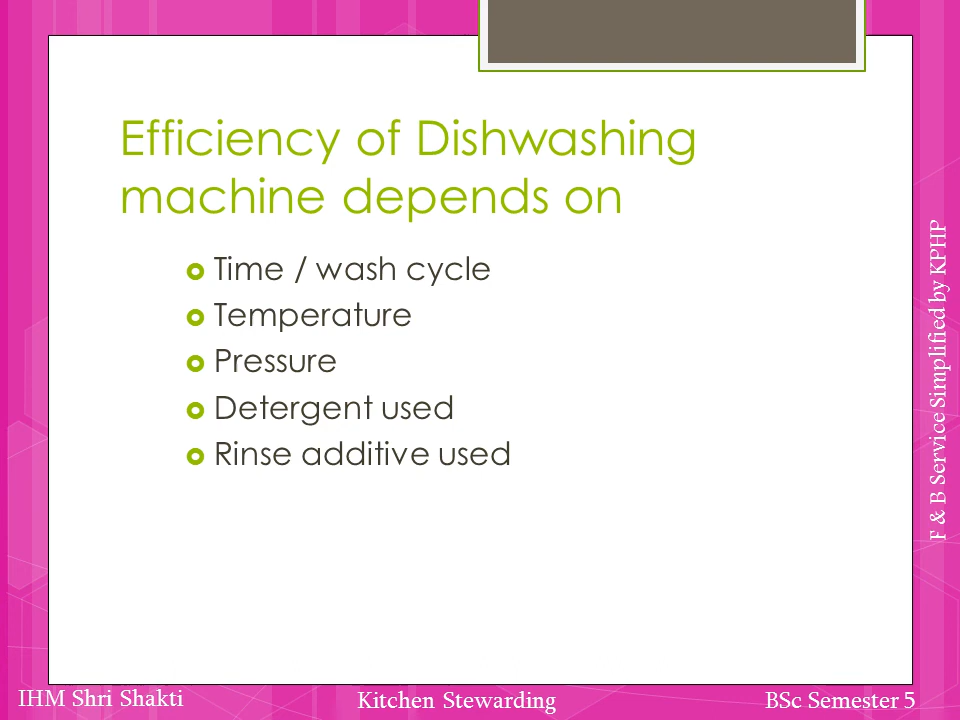 Efficiency of Dishwashing
machine depends on
Time / wash cycle
Temperature
Pressure
Detergent used
Rinse additive used
F & B Service Simplified by KPHP
IHM Shri Shakti
Kitchen Stewarding
BSc Semester 5